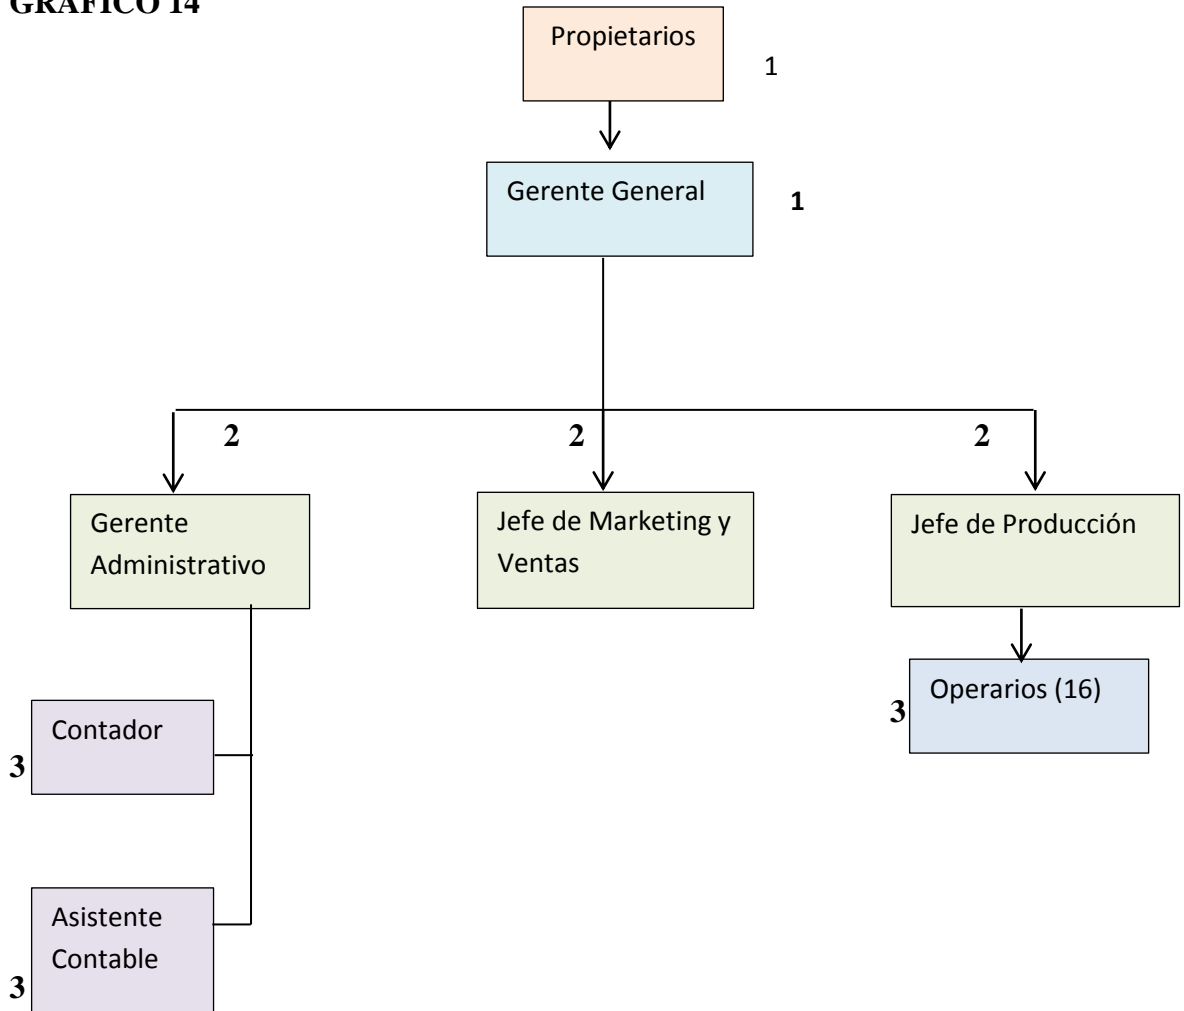 GRAFICO 14
Propietarios
1
Gerente General
1
2
2
2
Gerente
Administrativo
Jefe de Marketing y
Ventas
Jefe de Producción
Operarios (16)
3
Contador
3
Asistente
Contable
3